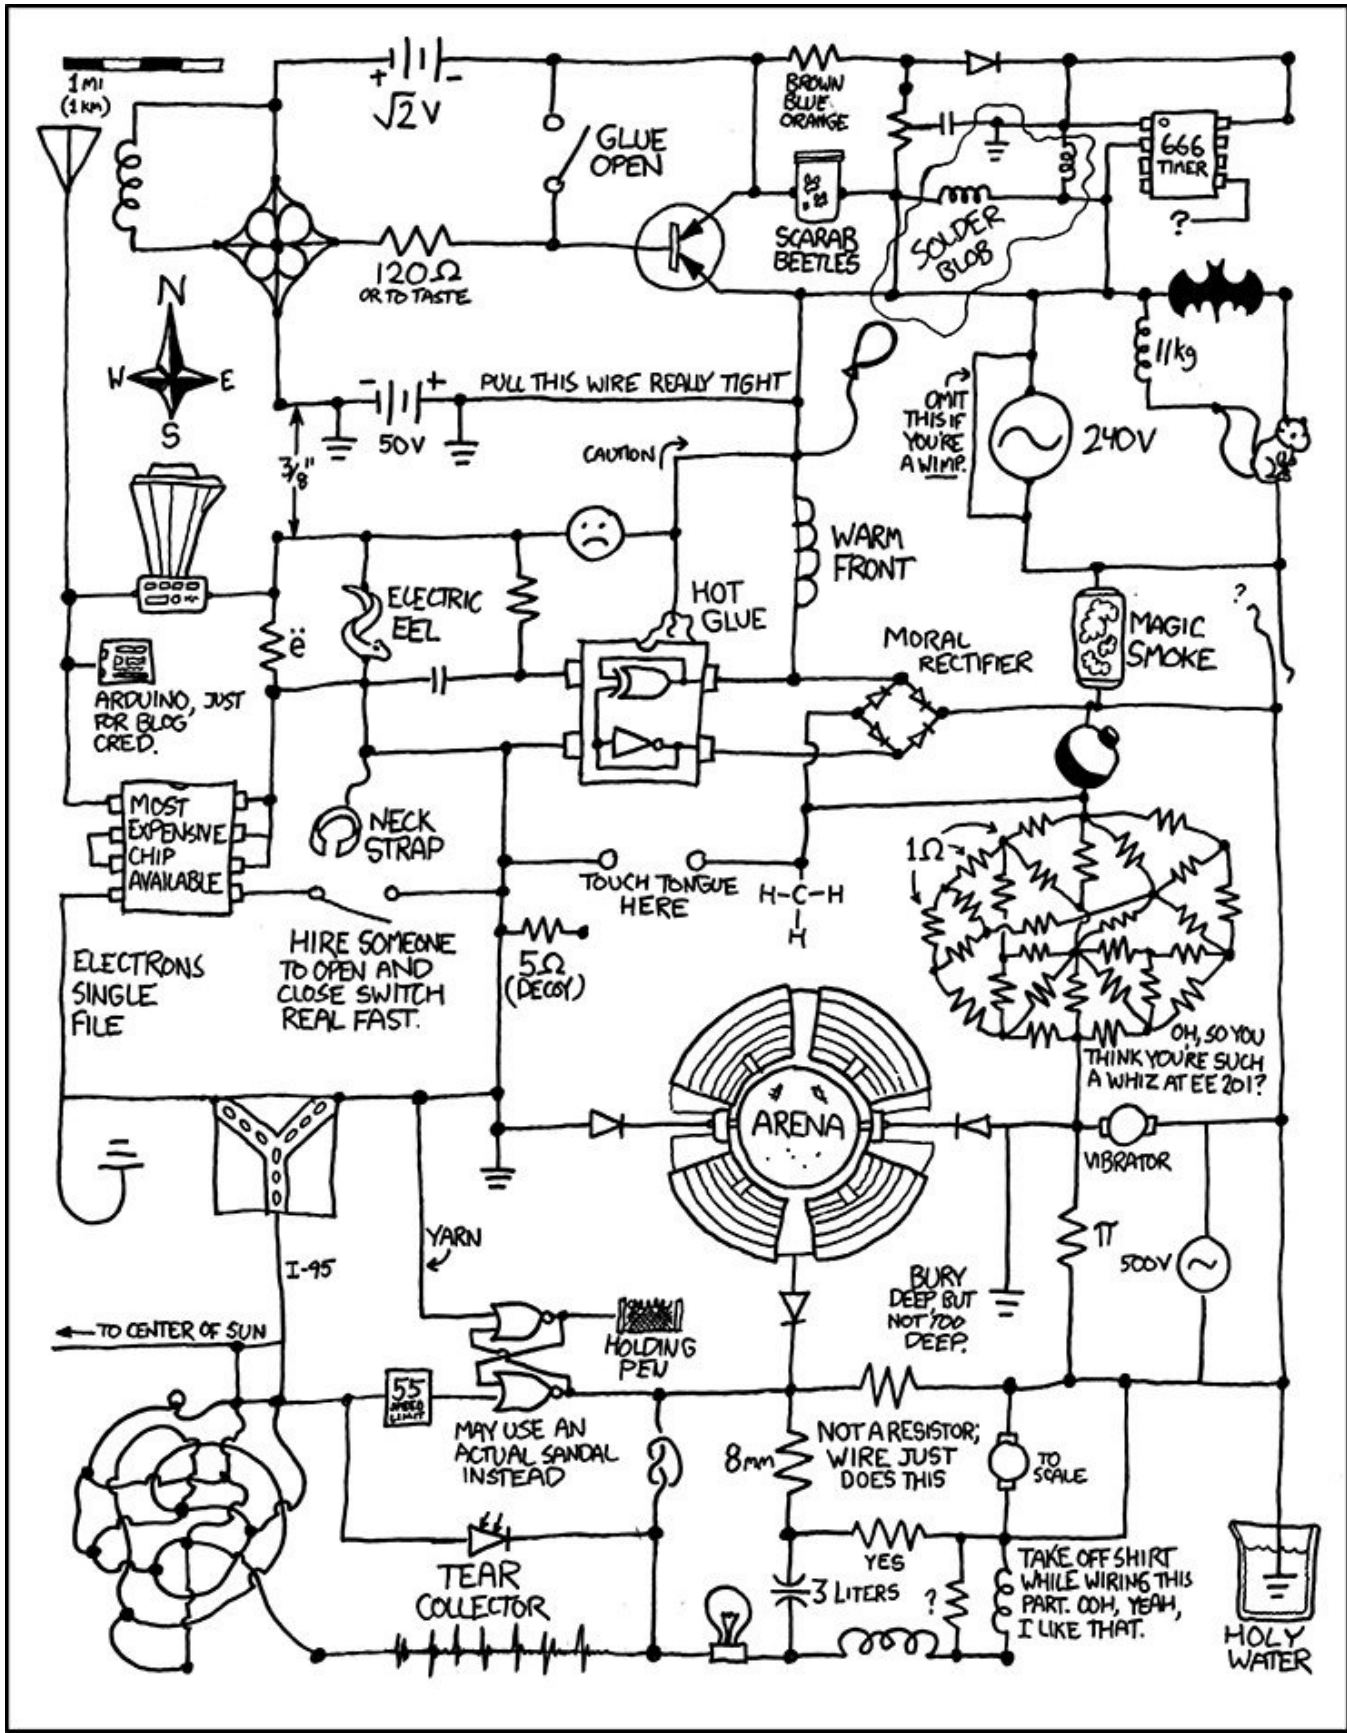 1 MI
(1 KM)
+
-
√2 V
GLUE
OPEN
BROWN
BLUE
ORANGE
666
TIMER
?
SCARAB
BEETLES
SOLDER
BLOB
120Ω
OR TO TASTE
N
W
E
S
- +
50V
PULL THIS WIRE REALLY TIGHT
3/8"
CAUTION
OMIT
THIS IF
YOU'RE
A WIMP.
240V
11kg
WARM
FRONT
ELECTRIC
EEL
HOT
GLUE
ë
MORAL
RECTIFIER
MAGIC
SMOKE
?
ARDUINO, JUST
FOR BLOG
CRED.
MOST
EXPENSIVE
CHIP
AVAILABLE
NECK
STRAP
TOUCH TONGUE
HERE
H-C-H
H
1Ω
HIRE SOMEONE
TO OPEN AND
CLOSE SWITCH
REAL FAST.
5Ω
(DECOY)
ELECTRONS
SINGLE
FILE
OH, SO YOU
THINK YOU'RE SUCH
A WHIZ AT EE 201?
ARENA
VIBRATOR
YARN
I-95
π
500V
BURY
DEEP, BUT
NOT TOO
DEEP.
TO CENTER OF SUN
HOLDING
PEN
55
SPEED
LIMIT
MAY USE AN
ACTUAL SANDAL
INSTEAD
8mm
NOT A RESISTOR;
WIRE JUST
DOES THIS
TO
SCALE
TEAR
COLLECTOR
YES
3 LITERS
?
TAKE OFF SHIRT
WHILE WIRING THIS
PART. OOH, YEAH,
I LIKE THAT.
HOLY
WATER